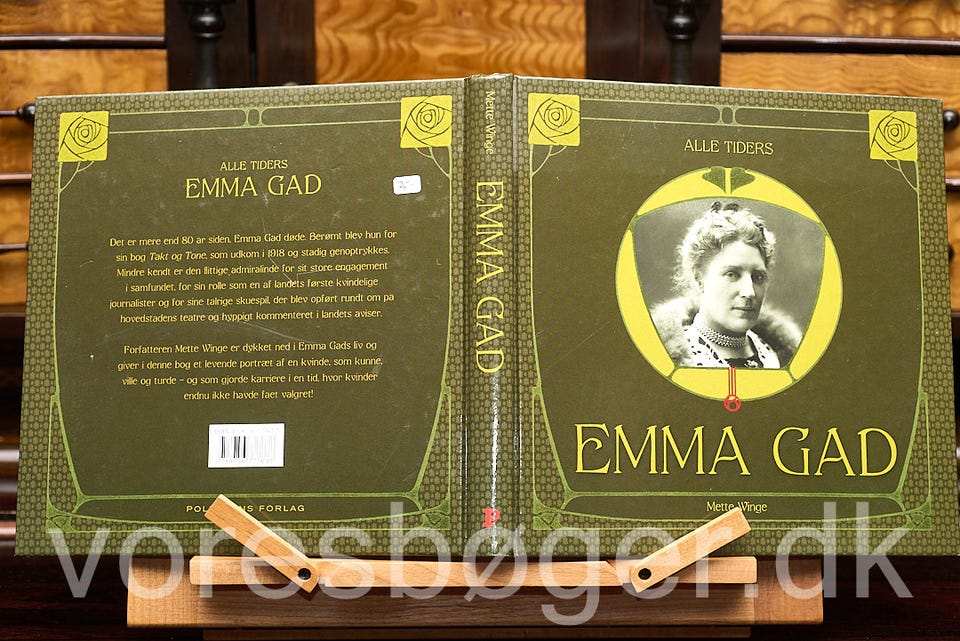 ALLE TIDERS
EMMA GAD
Det er mere end 80 år siden, Emma Gad døde. Berømt blev hun for
sin bog Takt og Tone, som udkom i 1918 og stadig genoptrykkes.
Mindre kendt er den flittige admiralinde for sit store engagement
i samfundet, for sin rolle som en af landets første kvindelige
journalister og for sine talrige skuespil, der blev opført rundt om på
hovedstadens teatre og hyppigt kommenteret i landets aviser.
Forfatteren Mette Winge er dykket ned i Emma Gads liv og
giver i denne bog et levende portræt af en kvinde, som kunne,
ville og turde – og som gjorde karriere i en tid, hvor kvinder
endnu ikke havde fået valgret!
FORLAG
Mette Winge
EMMA GAD
P
ALLE TIDERS
EMMA GAD
Mette Winge
voresbøger.dk